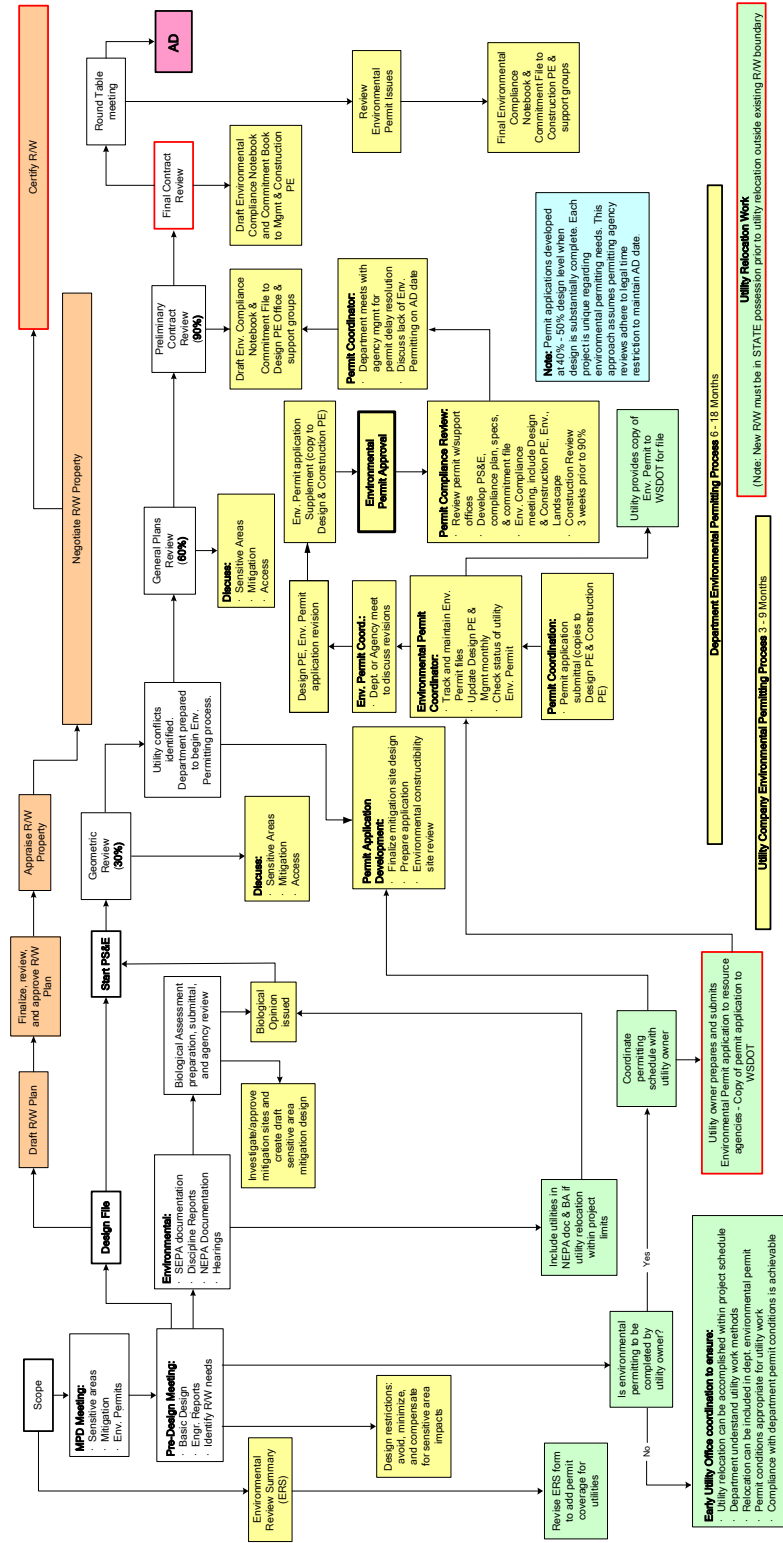 Scope
MPD Meeting:
· Sensitive areas
· Mitigation
· Env. Permits
Pre-Design Meeting:
· Basic Design
· Engr. Reports
· Identify R/W needs
Environmental
Review Summary
(ERS)
Design restrictions:
avoid, minimize,
and compensate
for sensitive area
impacts
Revise ERS form
to add permit
coverage for
utilities
Early Utility Office coordination to ensure:
· Utility relocation can be accomplished within project schedule
· Department understand utility work methods
· Relocation can be included in dept. environmental permit
· Permit conditions appropriate for utility work
· Compliance with department permit conditions is achievable
No
Is environmental
permitting to be
completed by
utility owner?
Yes
Design File
Environmental:
· SEPA documentation
· Discipline Reports
· NEPA Documentation
· Hearings
Include utilities in
NEPA doc & BA if
utility relocation
within project
limits
Draft R/W Plan
Finalize, review,
and approve R/W
Plan
Appraise R/W
Property
Negotiate R/W Property
Certify R/W
Start PS&E
Biological Assessment
preparation, submittal,
and agency review
Biological
Opinion
issued
Investigate/approve
mitigation sites and
create draft
sensitive area
mitigation design
Coordinate
permitting
schedule with
utility owner
Utility owner prepares and submits
Environmental Permit application to resource
agencies - Copy of permit application to
WSDOT
Geometric
Review
(30%)
Discuss:
· Sensitive Areas
· Mitigation
· Access
Utility conflicts
identified.
Department prepared
to begin Env.
Permitting process.
Permit Application
Development:
· Finalize mitigation site design
· Prepare application
· Environmental constructibility
site review
General Plans
Review
(60%)
Discuss:
· Sensitive Areas
· Mitigation
· Access
Design PE, Env. Permit
application revision
Env. Permit Coord.:
· Dept. or Agency meet
to discuss revisions
Environmental Permit
Coordinator:
· Track and maintain Env.
Permit files
· Update Design PE &
Mgmt monthly
· Check status of utility
Env. Permit
Permit Coordination:
· Permit application
submittal (copies to
Design PE & Construction
PE)
Env. Permit application
Supplement (copy to
Design & Construction PE)
Environmental
Permit Approval
Permit Compliance Review:
· Review permit w/support
offices
· Develop PS&E,
compliance plan, specs,
& commitment file
· Env. Compliance
meeting, include Design
& Construction PE, Env.,
Landscape
· Construction Review
3 weeks prior to 90%
Utility provides copy of
Env. Permit to
WSDOT for file
Preliminary
Contract
Review
(90%)
Draft Env. Compliance
Notebook &
Commitment File to
Design PE Office &
support groups
Permit Coordinator:
· Department meets with
agency mgmt for
permit delay resolution
· Discuss lack of Env.
Permitting on AD date
Note: Permit applications developed
at 40% - 50% design level when
design is substantially complete. Each
project is unique regarding
environmental permitting needs. This
approach assumes permitting agency
reviews adhere to legal time
restriction to maintain AD date.
Final Contract
Review
Draft Environmental
Compliance Notebook
and Commitment Book
to Mgmt & Construction
PE
Round Table
meeting
AD
Review
Environmental
Permit Issues
Final Environmental
Compliance
Notebook &
Commitment File to
Construction PE &
support groups
Department Environmental Permitting Process 6 - 18 Months
Utility Company Environmental Permitting Process 3 - 9 Months
Utility Relocation Work
(Note: New R/W must be in STATE possession prior to utility relocation outside existing R/W boundary